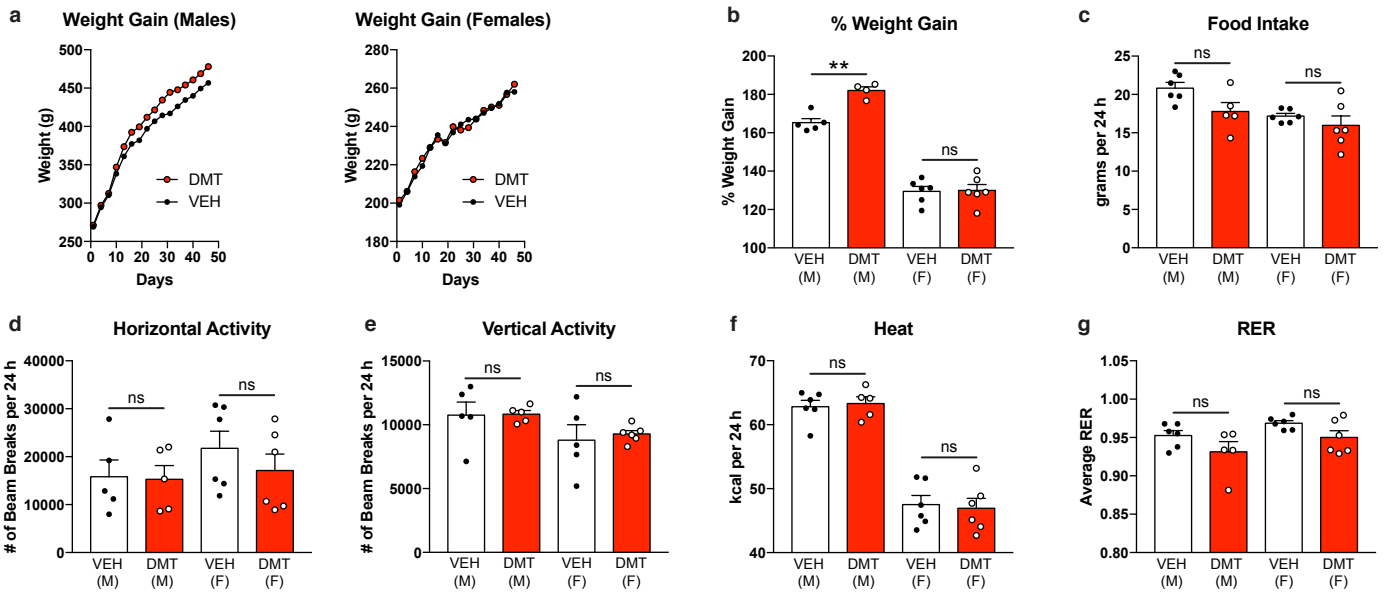 a
Weight Gain (Males)
Weight (g)
500
450
400
350
300
250
DMT
VEH
0 10 20 30 40 50
Days
Weight Gain (Females)
Weight (g)
280
260
240
220
200
180
DMT
VEH
0 10 20 30 40 50
Days
b
% Weight Gain
% Weight Gain
200
180
160
140
120
100
**
ns
VEH DMT VEH DMT
(M) (M) (F) (F)
c
Food Intake
grams per 24 h
25
20
15
10
5
0
ns
ns
VEH DMT VEH DMT
(M) (M) (F) (F)
d
Horizontal Activity
# of Beam Breaks per 24 h
40000
30000
20000
10000
0
ns
ns
VEH DMT VEH DMT
(M) (M) (F) (F)
e
Vertical Activity
# of Beam Breaks per 24 h
15000
10000
5000
0
ns
ns
VEH DMT VEH DMT
(M) (M) (F) (F)
f
Heat
kcal per 24 h
70
60
50
40
ns
ns
VEH DMT VEH DMT
(M) (M) (F) (F)
g
RER
Average RER
1.05
1.00
0.95
0.90
0.85
0.80
ns
ns
VEH DMT VEH DMT
(M) (M) (F) (F)